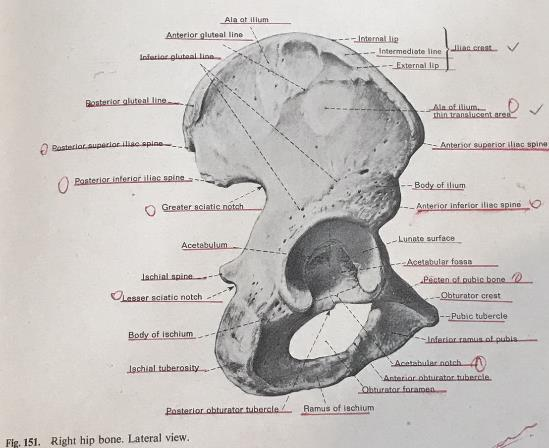 Ala of ilium
Anterior gluteal line
Inferior gluteal line
Posterior gluteal line
Posterior superior iliac spine
Posterior inferior iliac spine
Greater sciatic notch
Acetabulum
Ischial spine
Lesser sciatic notch
Body of ischium
Ischial tuberosity
Posterior obturator tubercle
Ramus of ischium
Internal lip
Intermediate line
External lip
Iliac crest
Ala of ilium,
thin translucent area
Anterior superior iliac spine
Body of ilium
Anterior inferior iliac spine
Lunate surface
Acetabular fossa
Pecten of pubic bone
Obturator crest
Pubic tubercle
Inferior ramus of pubis
Acetabular notch
Anterior obturator tubercle
Obturator foramen
Fig. 151. Right hip bone. Lateral view.